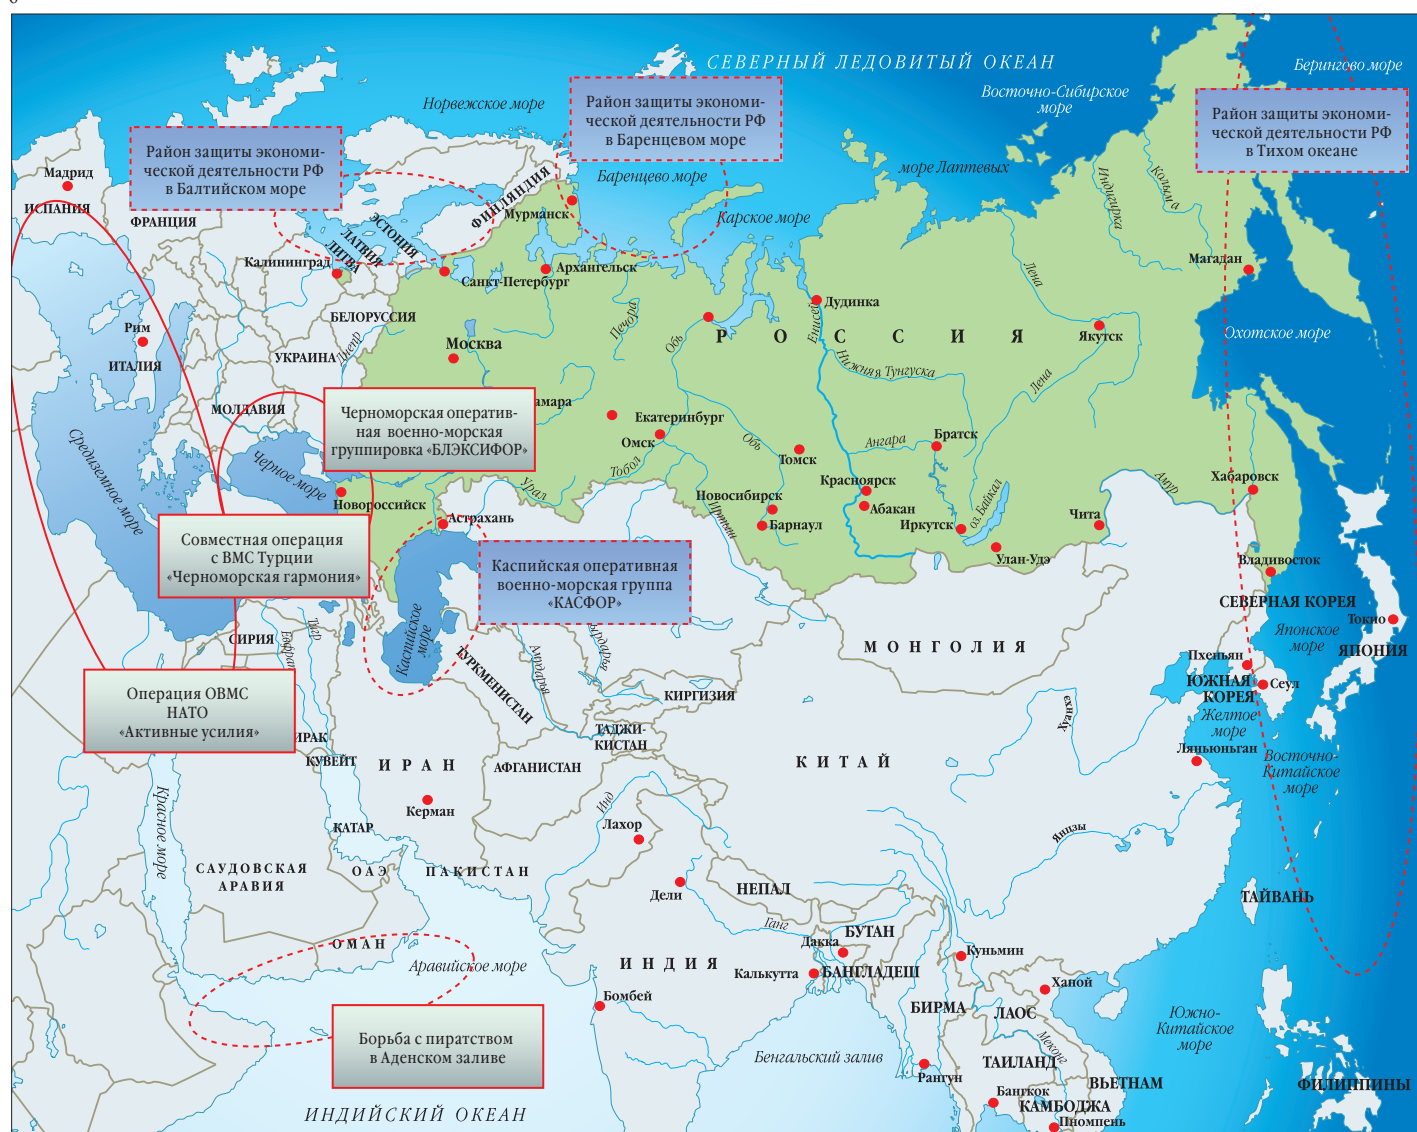 СЕВЕРНЫЙ ЛЕДОВИТЫЙ ОКЕАН
Берингово море
Восточно-Сибирское
море
Норвежское море
Район защиты экономи-
ческой деятельности РФ
в Баренцевом море
Район защиты экономи-
ческой деятельности РФ
в Тихом океане
Район защиты экономи-
ческой деятельности РФ
в Балтийском море
Баренцево море
море Лаптевых
Карское море
Индигирка
Колыма
Мадрид
ИСПАНИЯ
ФРАНЦИЯ
ФИНЛЯНДИЯ
Мурманск
ЭСТОНИЯ
ЛАТВИЯ
ЛИТВА
Калининград
Санкт-Петербург
Архангельск
Магадан
Лена
Дудинка
Енисей
БЕЛОРУССИЯ
Печора
Обь
РОССИЯ
Якутск
Охотское море
Рим
ИТАЛИЯ
УКРАИНА
Днепр
Москва
Нижняя Тунгуска
Лена
МОЛДАВИЯ
Черноморская оператив-
ная военно-морская
группировка «БЛЭКСИФОР»
амара
Екатеринбург
Омск
Обь
Томск
Ангара
Братск
Средиземное море
Черное море
Тобол
Урал
Новосибирск
Красноярск
Амур
Хабаровск
Новороссийск
Астрахань
Иртыш
Барнаул
Абакан
Иркутск
оз.Байкал
Чита
Улан-Удэ
Владивосток
Совместная операция
с ВМС Турции
«Черноморская гармония»
Каспийская оперативная
военно-морская группа
«КАСФОР»
Каспийское
море
СИРИЯ
Евфрат
Тигр
ырдарья
Амударья
ТУРКМЕНИСТАН
МОНГОЛИЯ
СЕВЕРНАЯ КОРЕЯ
Токио
Японское
море
ЯПОНИЯ
Пхеньян
ЮЖНАЯ
КОРЕЯ
Сеул
Желтое
море
КИРГИЗИЯ
Хуанхэ
Операция ОВМС
НАТО
«Активные усилия»
ИРАК
КУВЕЙТ
ИРАН
АФГАНИСТАН
ТАДЖИ-
КИСТАН
КИТАЙ
Ляньюньган
Восточно-
Китайское
море
Керман
Инд
Лахор
Янцзы
КАТАР
Красное море
САУДОВСКАЯ
АРАВИЯ
ОАЭ
ПАКИСТАН
Дели
НЕПАЛ
ТАЙВАНЬ
Ганг
БУТАН
Дакка
ОМАН
Аравийское море
ИНДИЯ
Калькутта
БАНГЛАДЕШ
Куньмин
Бомбей
БИРМА
ЛАОС
Ханой
Южно-
Китайское
море
Борьба с пиратством
в Аденском заливе
Бенгальский залив
Рангун
ТАИЛАНД
Меконг
ВЬЕТНАМ
Бангкок
КАМБОДЖА
Пномпень
ФИЛИППИНЫ
ИНДИЙСКИЙ ОКЕАН